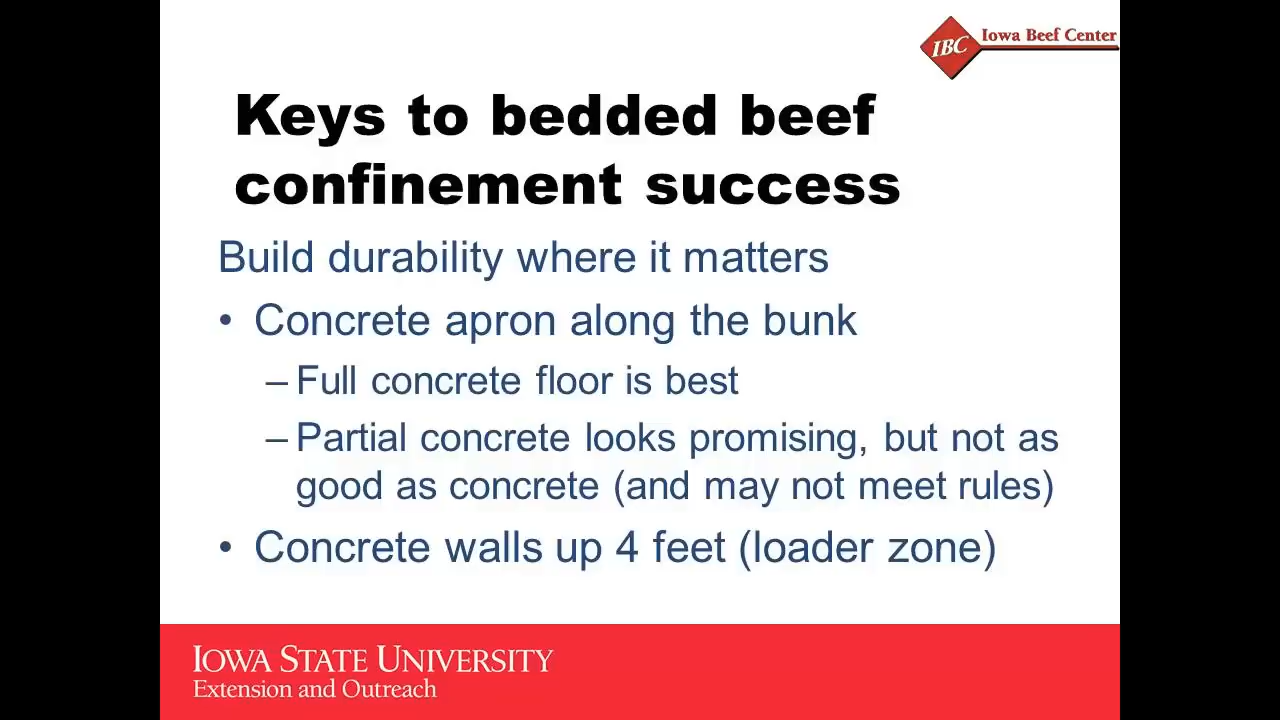 IBC Iowa Beef Center
Keys to bedded beef
confinement success
Build durability where it matters
• Concrete apron along the bunk
– Full concrete floor is best
– Partial concrete looks promising, but not as
good as concrete (and may not meet rules)
• Concrete walls up 4 feet (loader zone)
IOWA STATE UNIVERSITY
Extension and Outreach